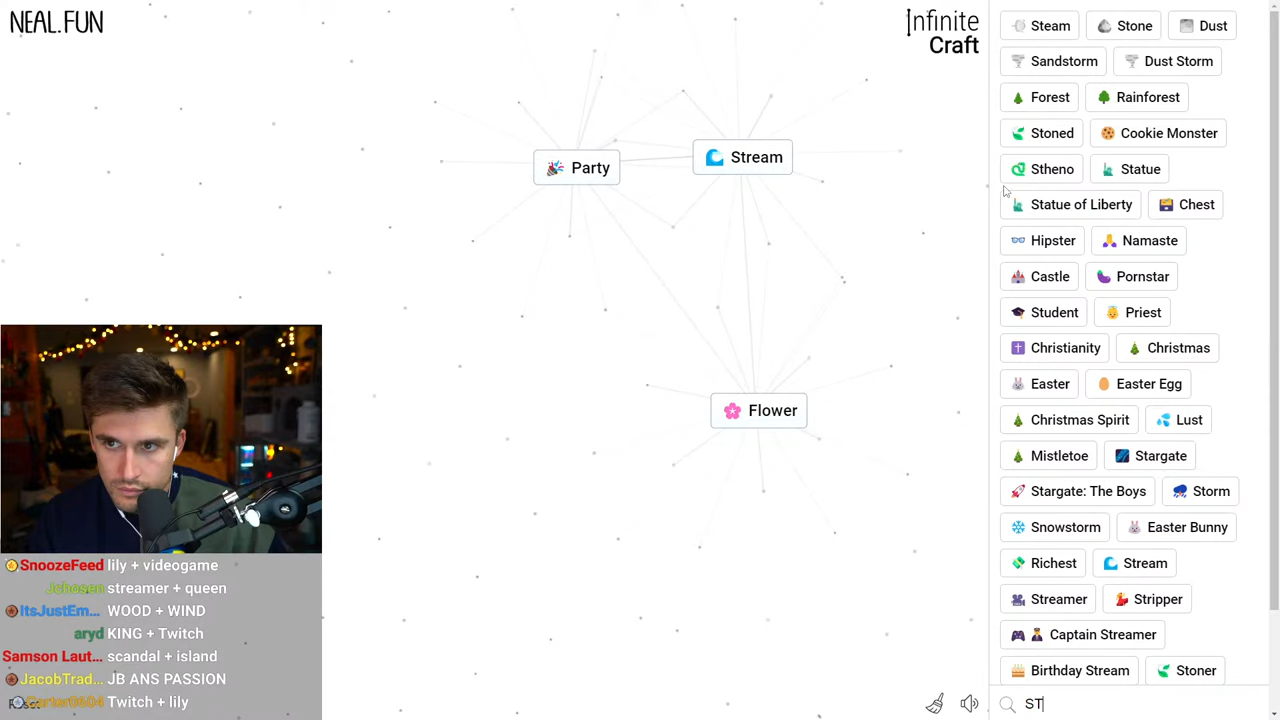 NEAL.FUN
Infinite
Craft
Party
Stream
Flower
Steam
Stone
Dust
Sandstorm
Dust Storm
Forest
Rainforest
Stoned
Cookie Monster
Stheno
Statue
Statue of Liberty
Chest
Hipster
Namaste
Castle
Pornstar
Student
Priest
Christianity
Christmas
Easter
Easter Egg
Christmas Spirit
Lust
Mistletoe
Stargate
Stargate: The Boys
Storm
Snowstorm
Easter Bunny
Richest
Stream
Streamer
Stripper
Captain Streamer
Birthday Stream
Stoner
ST
SnoozeFeed lily + videogame
Jchosen streamer + queen
ItsJustEm... WOOD + WIND
aryd KING + Twitch
Samson Laut... scandal + island
JacobTrad... JB ANS PASSION
Carter0604 Twitch + lily